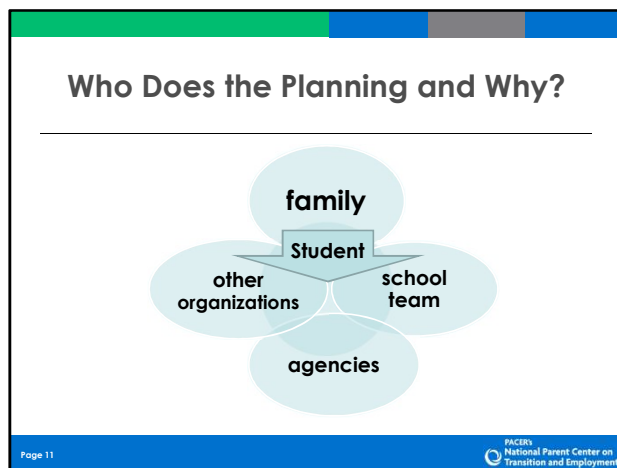 Who Does the Planning and Why?
family
Student
other
organizations
school
team
agencies
Page 11
PACER's
National Parent Center on
Transition and Employment